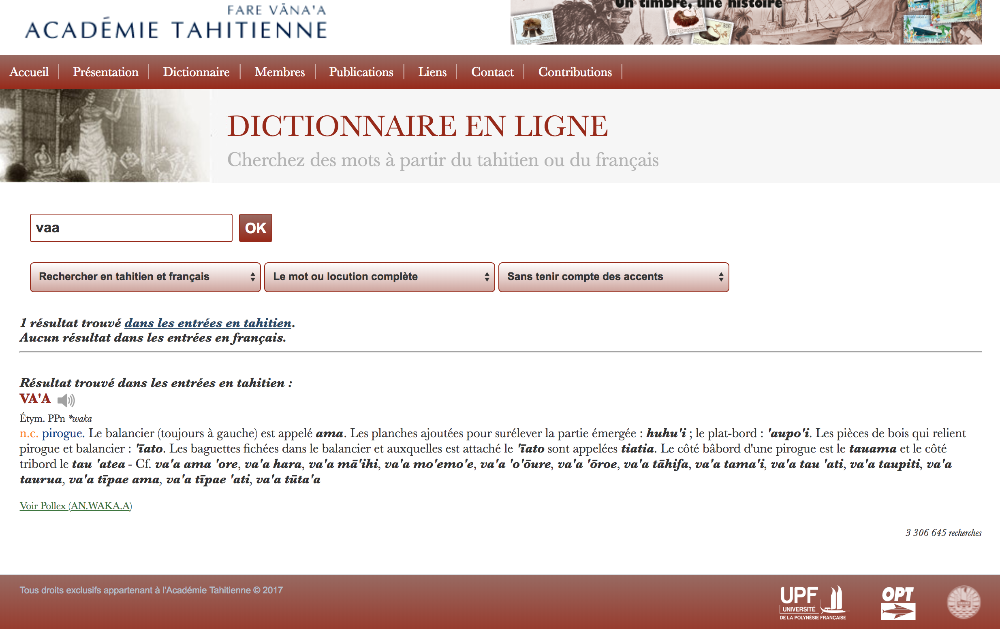 FARE VĀNA'A
ACADÉMIE TAHITIENNE
Un timbre, une histoire
Accueil
Présentation
Dictionnaire
Membres
Publications
Liens
Contact
Contributions
DICTIONNAIRE EN LIGNE
Cherchez des mots à partir du tahitien ou du français
vaa
OK
Rechercher en tahitien et français
Le mot ou locution complète
Sans tenir compte des accents
1 résultat trouvé dans les entrées en tahitien.
Aucun résultat dans les entrées en français.
Résultat trouvé dans les entrées en tahitien :
VA'A
Étym. PPn *waka
n.c. pirogue. Le balancier (toujours à gauche) est appelé ama. Les planches ajoutées pour surélever la partie émergée : huhu'i ; le plat-bord : 'aupo'i. Les pièces de bois qui relient
pirogue et balancier : 'īato. Les baguettes fichées dans le balancier et auxquelles est attaché le 'īato sont appelées tiatia. Le côté bâbord d'une pirogue est le tauama et le côté
tribord le tau 'atea - Cf. va'a ama 'ore, va'a hara, va'a mā'ihi, va'a mo'emo'e, va'a 'o'ōure, va'a 'ōroe, va'a tāhifa, va'a tama'i, va'a tau 'ati, va'a taupiti, va'a
taurua, va'a tīpae ama, va'a tīpae 'ati, va'a tūta'a
Voir Pollex (AN.WAKA.A)
3 306 645 recherches
Tous droits exclusifs appartenant à l'Académie Tahitienne © 2017
UPF
UNIVERSITÉ
DE LA POLYNÉSIE FRANÇAISE
OPT